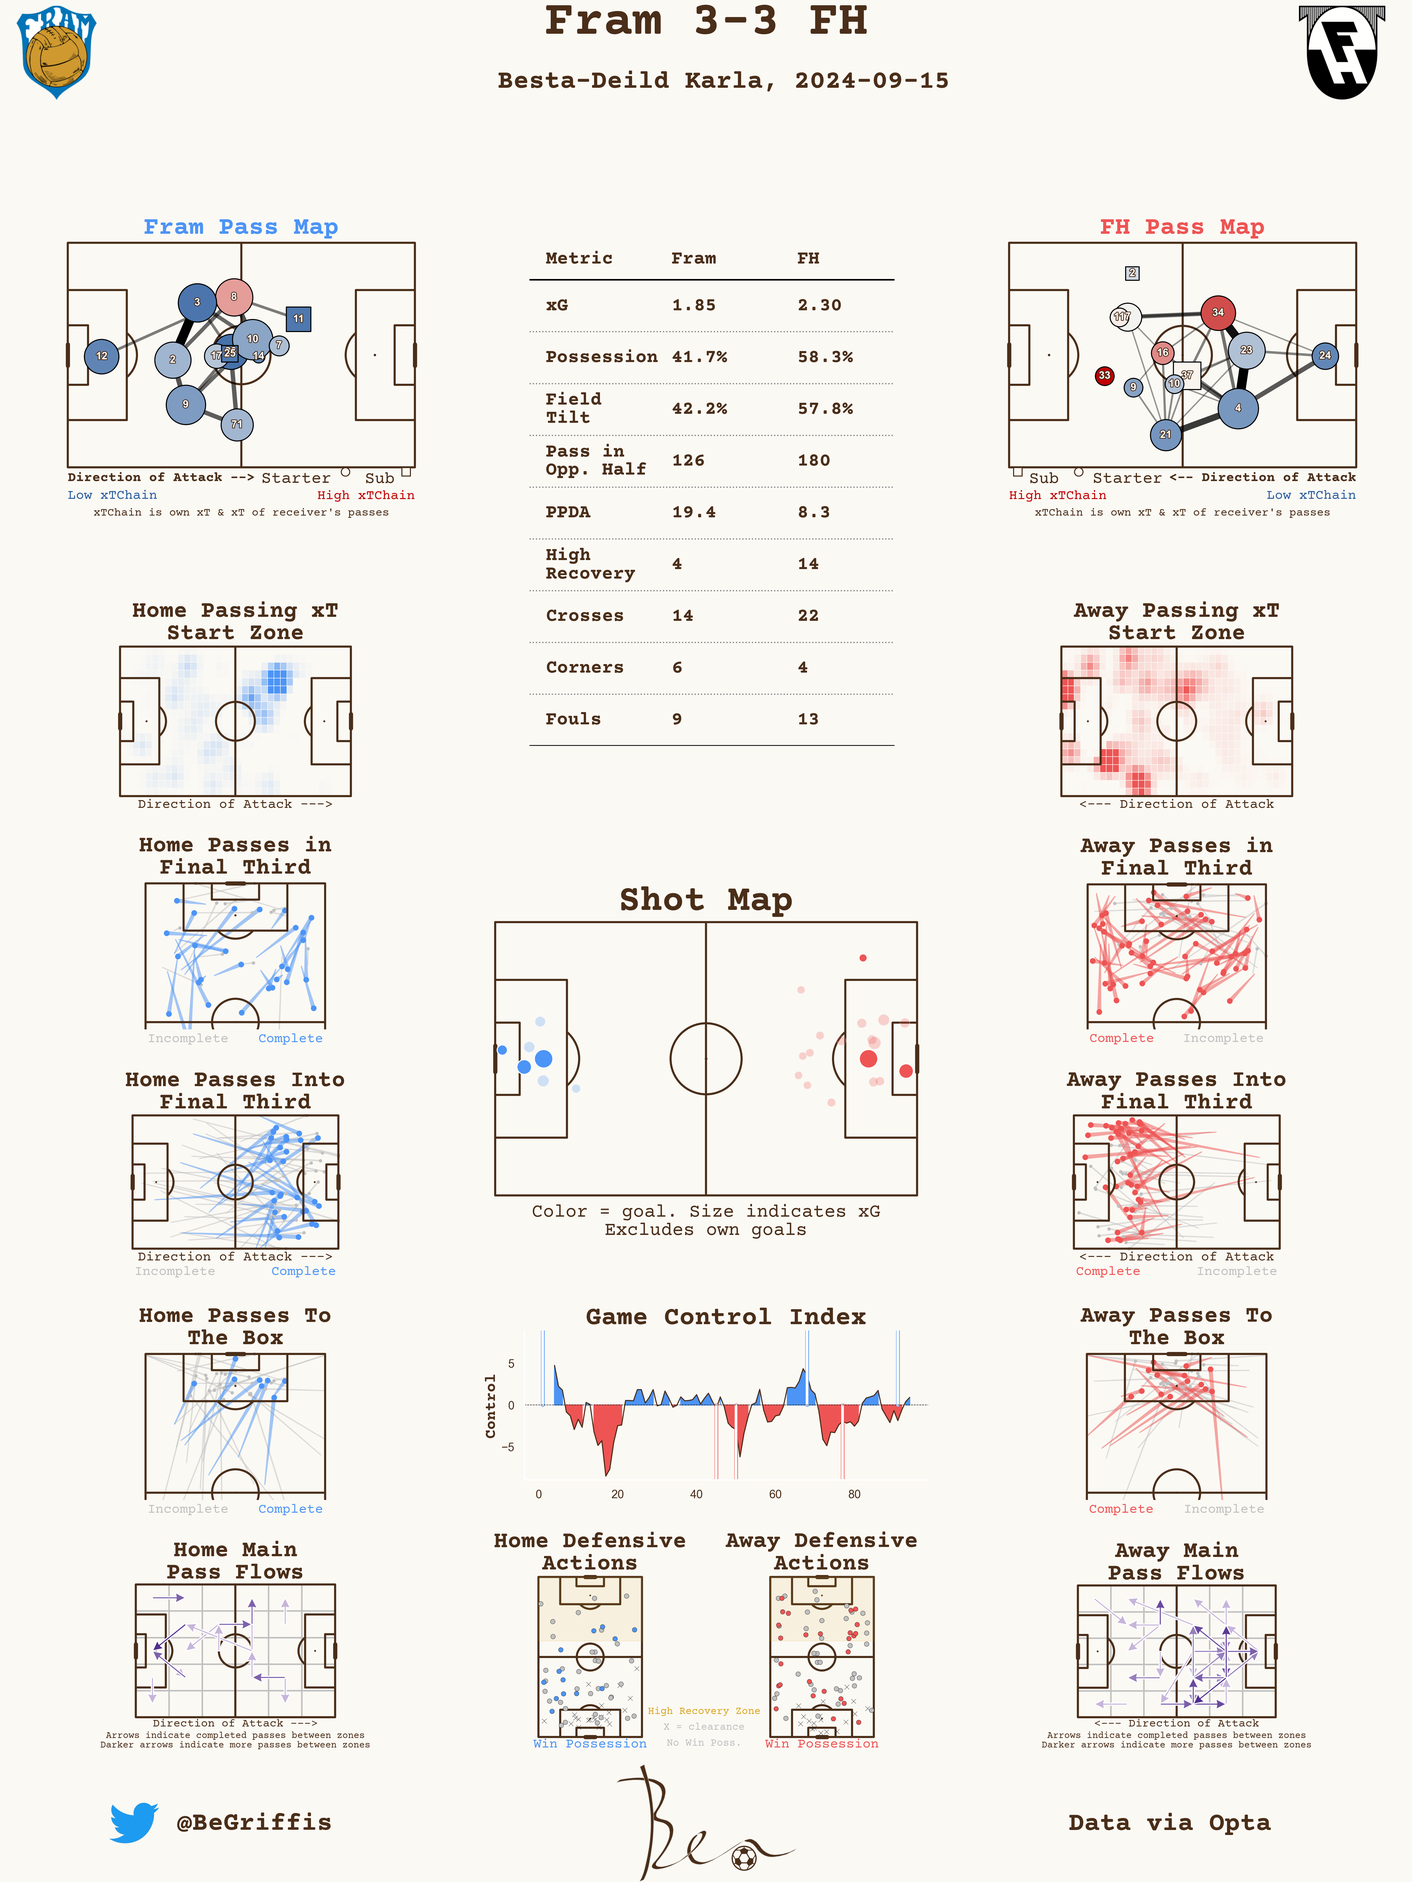 Fram 3-3 FH
Besta-Deild Karla, 2024-09-15
FRAM
FH
Fram Pass Map
12
3
8
11
2
17
25
10
14
7
9
71
Direction of Attack --> Starter Sub
Low xTChain High xTChain
xTChain is own xT & xT of receiver's passes
Metric Fram FH
xG 1.85 2.30
Possession 41.7% 58.3%
Field
Tilt 42.2% 57.8%
Pass in
Opp. Half 126 180
PPDA 19.4 8.3
High
Recovery 4 14
Crosses 14 22
Corners 6 4
Fouls 9 13
FH Pass Map
2
117
34
16
23
24
33
9
10
37
4
21
Sub Starter <-- Direction of Attack
High xTChain Low xTChain
xTChain is own xT & xT of receiver's passes
Home Passing xT
Start Zone
Direction of Attack --->
Away Passing xT
Start Zone
<--- Direction of Attack
Home Passes in
Final Third
Incomplete Complete
Shot Map
Color = goal. Size indicates xG
Excludes own goals
Away Passes in
Final Third
Complete Incomplete
Home Passes Into
Final Third
Direction of Attack --->
Incomplete Complete
Away Passes Into
Final Third
<--- Direction of Attack
Complete Incomplete
Home Passes To
The Box
Incomplete Complete
Game Control Index
Control
5
0
−5
0 20 40 60 80
Away Passes To
The Box
Complete Incomplete
Home Main
Pass Flows
Direction of Attack --->
Arrows indicate completed passes between zones
Darker arrows indicate more passes between zones
Home Defensive
Actions
Win Possession
High Recovery Zone
X = clearance
No Win Poss.
Away Defensive
Actions
Win Possession
Away Main
Pass Flows
<--- Direction of Attack
Arrows indicate completed passes between zones
Darker arrows indicate more passes between zones
@BeGriffis
Ben
Data via Opta